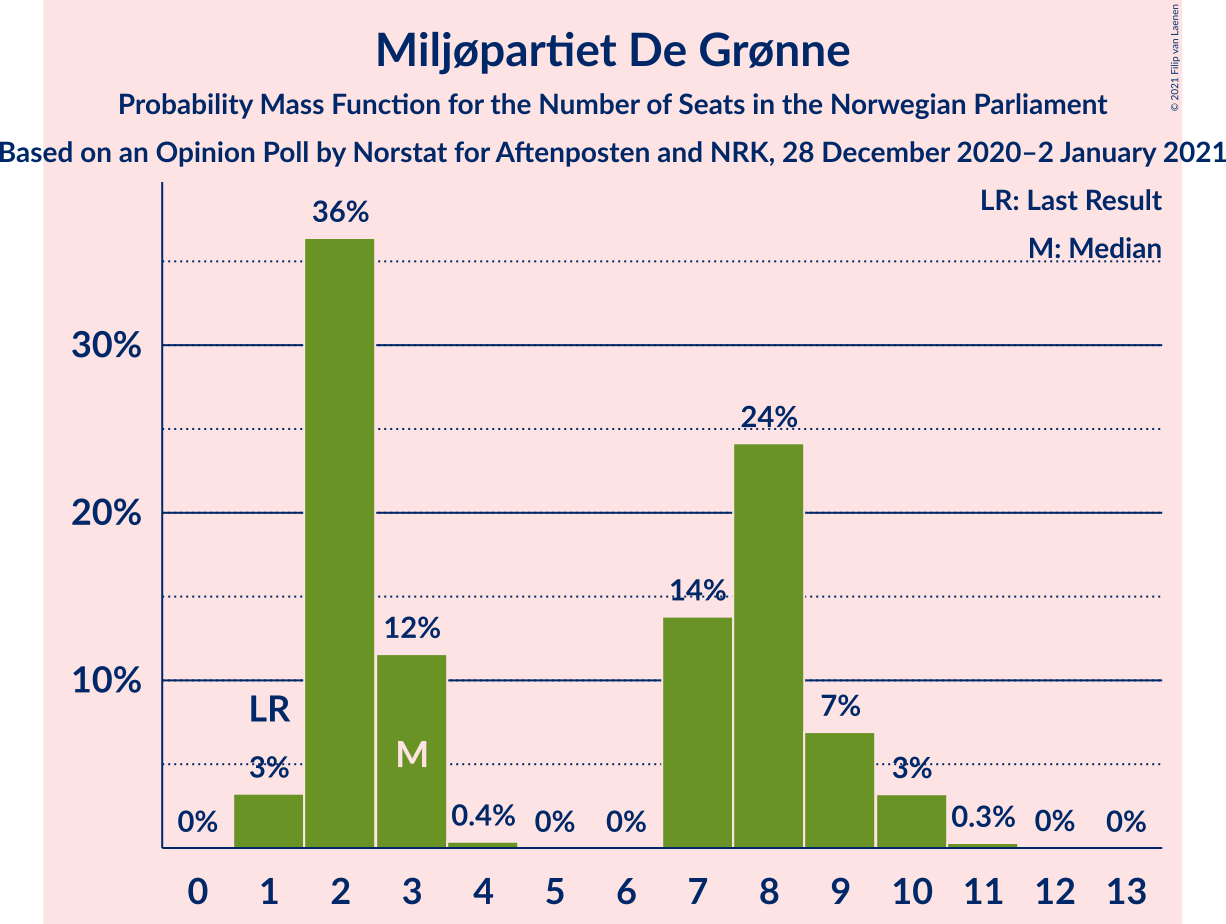 Miljøpartiet De Grønne
Probability Mass Function for the Number of Seats in the Norwegian Parliament
Based on an Opinion Poll by Norstat for Aftenposten and NRK, 28 December 2020–2 January 2021
© 2021 Filip van Laenen
LR: Last Result
M: Median
30%
20%
10%
0%
LR
3%
36%
12%
M
0.4%
0%
0%
14%
24%
7%
3%
0.3%
0%
0%
0 1 2 3 4 5 6 7 8 9 10 11 12 13